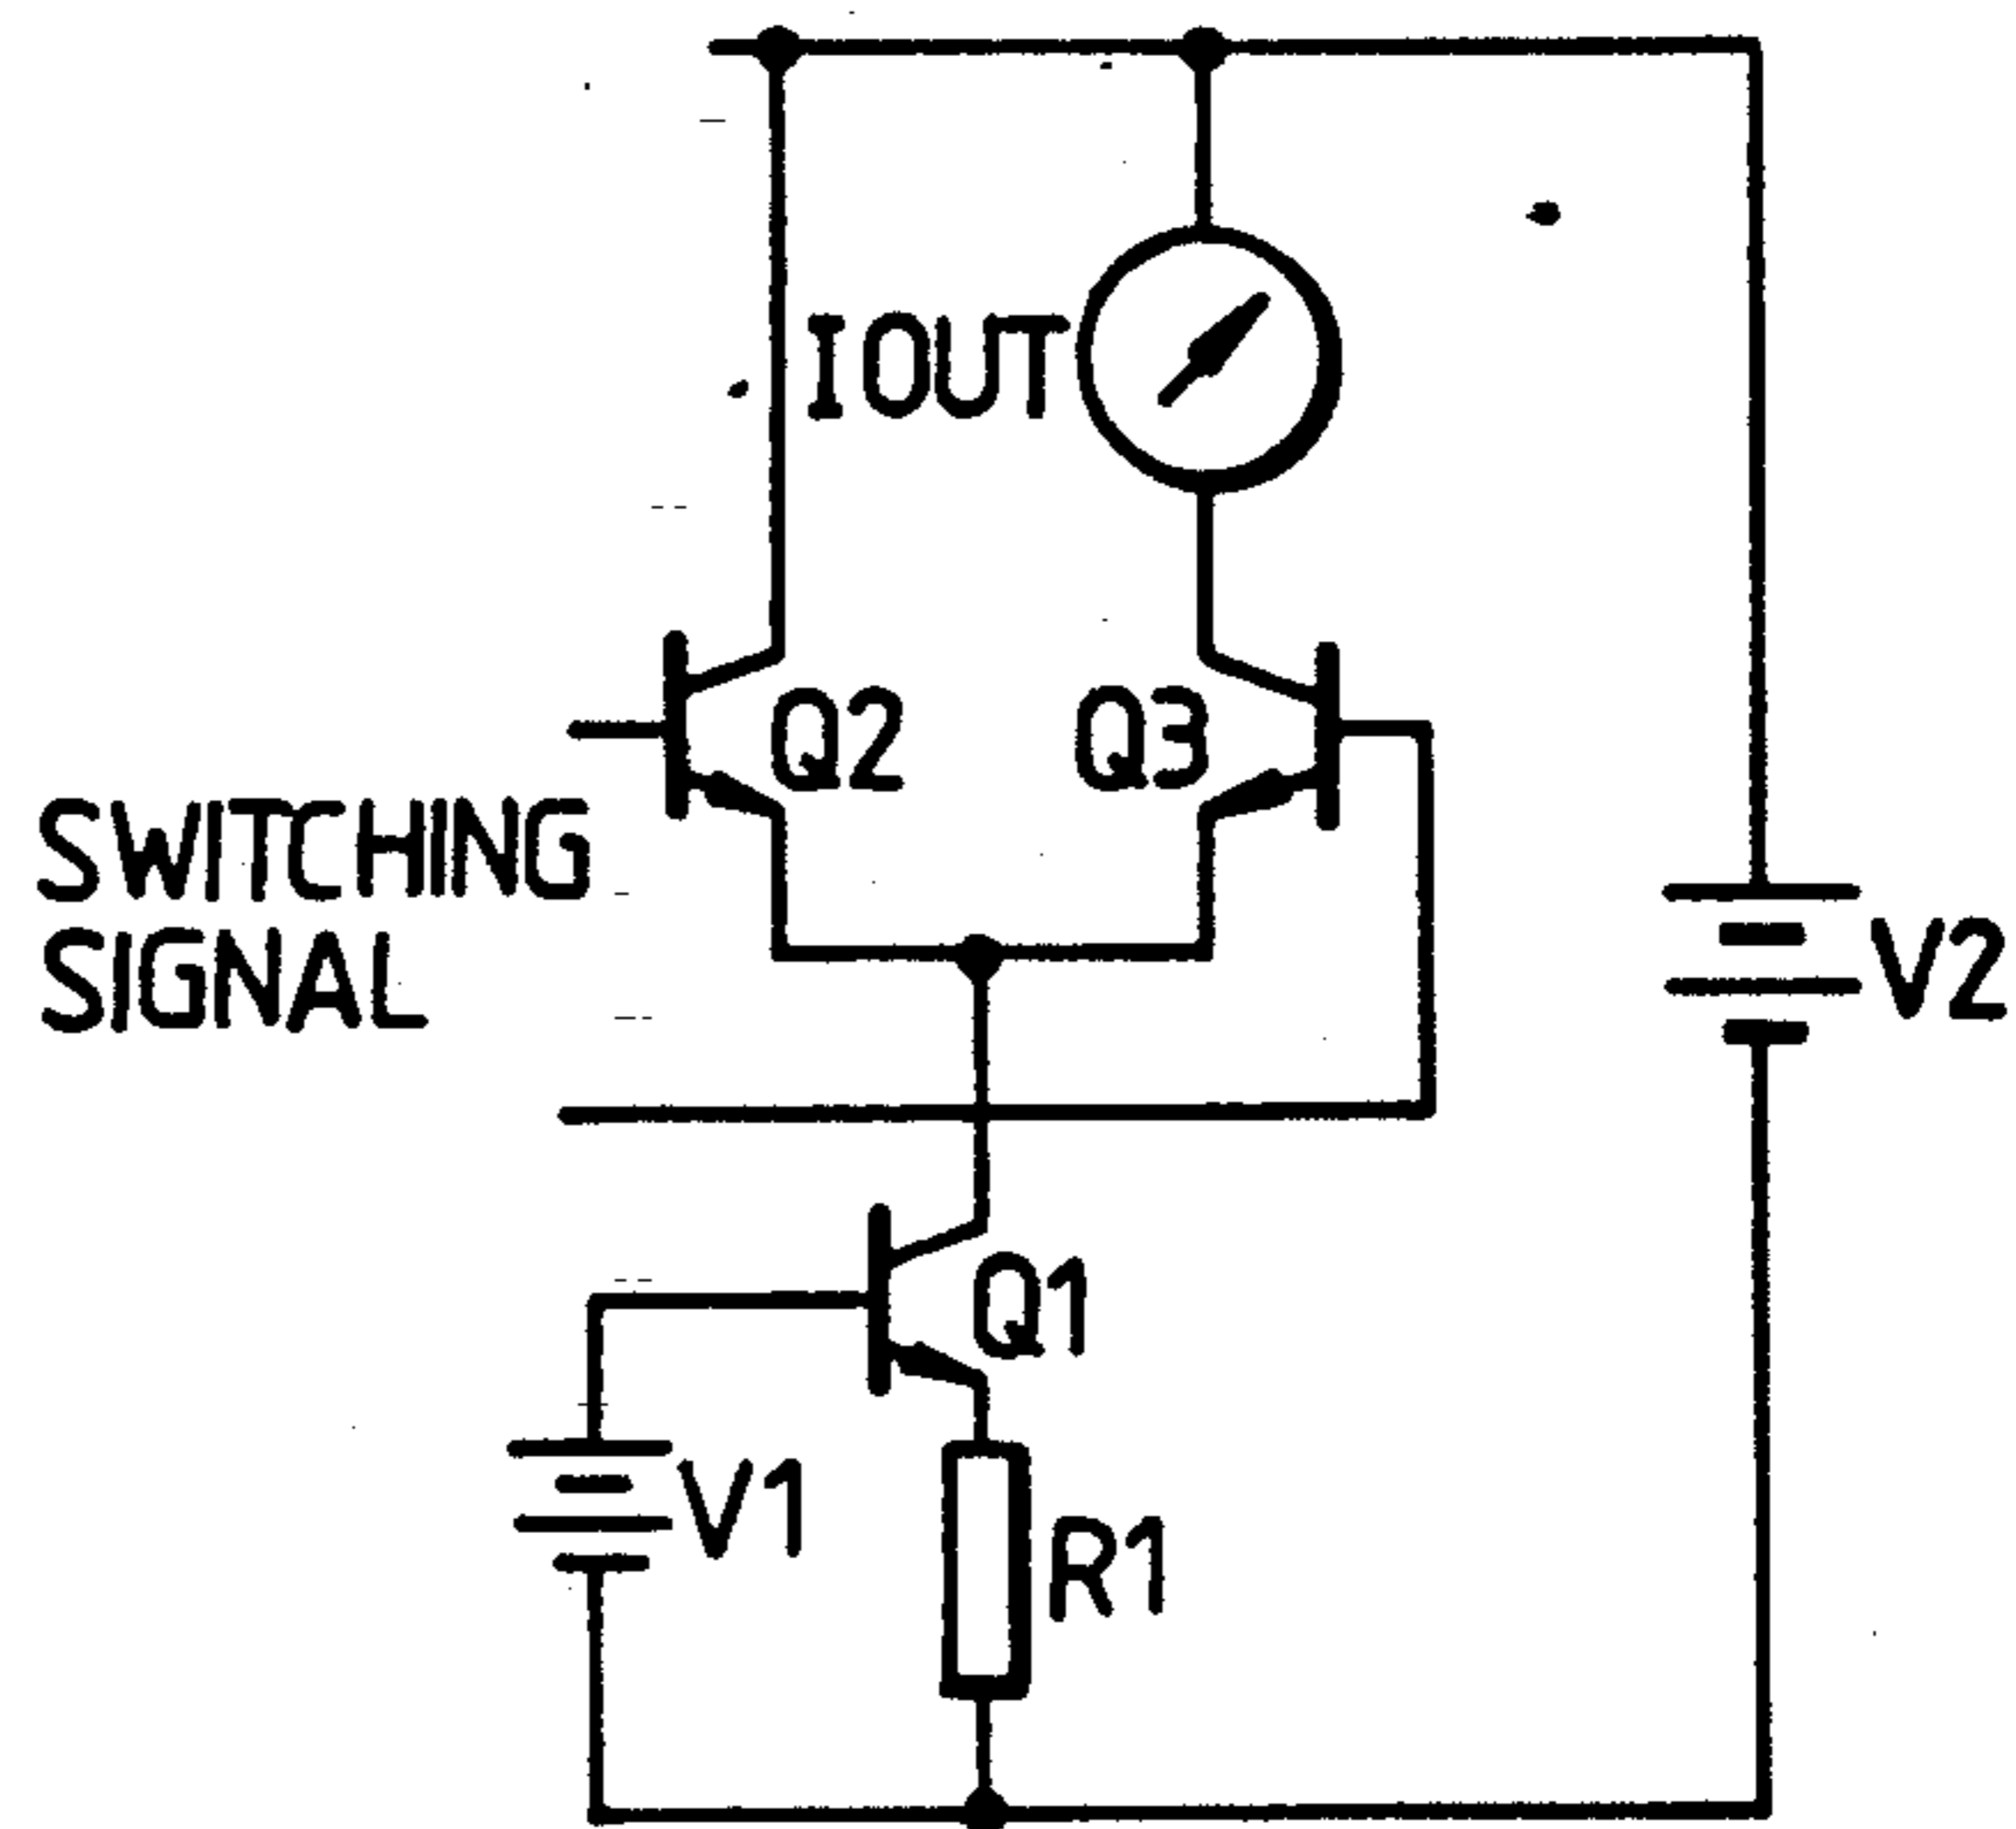 IOUT
Q2
Q3
SWITCHING
SIGNAL
V2
Q1
V1
R1